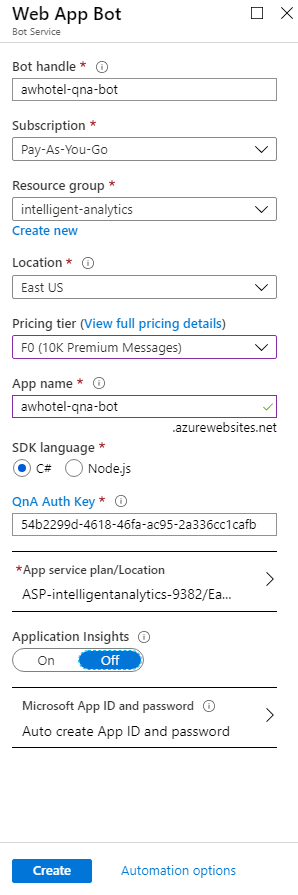 Web App Bot
Bot Service
Bot handle *
awhotel-qna-bot
Subscription *
Pay-As-You-Go
Resource group *
intelligent-analytics
Create new
Location *
East US
Pricing tier (View full pricing details)
F0 (10K Premium Messages)
App name *
awhotel-qna-bot
.azurewebsites.net
SDK language *
C# Node.js
QnA Auth Key *
54b2299d-4618-46fa-ac95-2a336cc1cafb
*App service plan/Location
ASP-intelligentanalytics-9382/Ea...
Application Insights
On Off
Microsoft App ID and password
Auto create App ID and password
Create Automation options